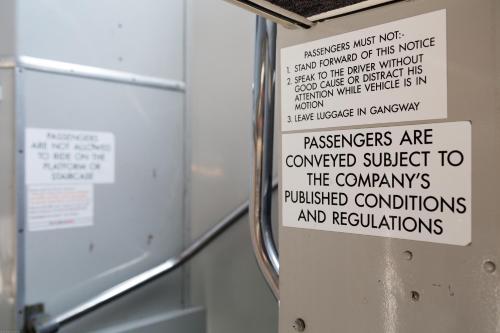 PASSENGERS MUST NOT:-
1. STAND FORWARD OF THIS NOTICE
2. SPEAK TO THE DRIVER WITHOUT
GOOD CAUSE OR DISTRACT HIS
ATTENTION WHILE VEHICLE IS IN
MOTION
3. LEAVE LUGGAGE IN GANGWAY
PASSENGERS ARE
CONVEYED SUBJECT TO
THE COMPANY'S
PUBLISHED CONDITIONS
AND REGULATIONS
PASSENGERS
ARE NOT ALLOWED
TO RIDE ON THE
PLATFORM OR
STAIRCASE